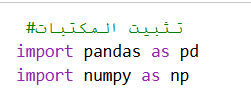 #تثبيت المكتبات
import pandas as pd
import numpy as np